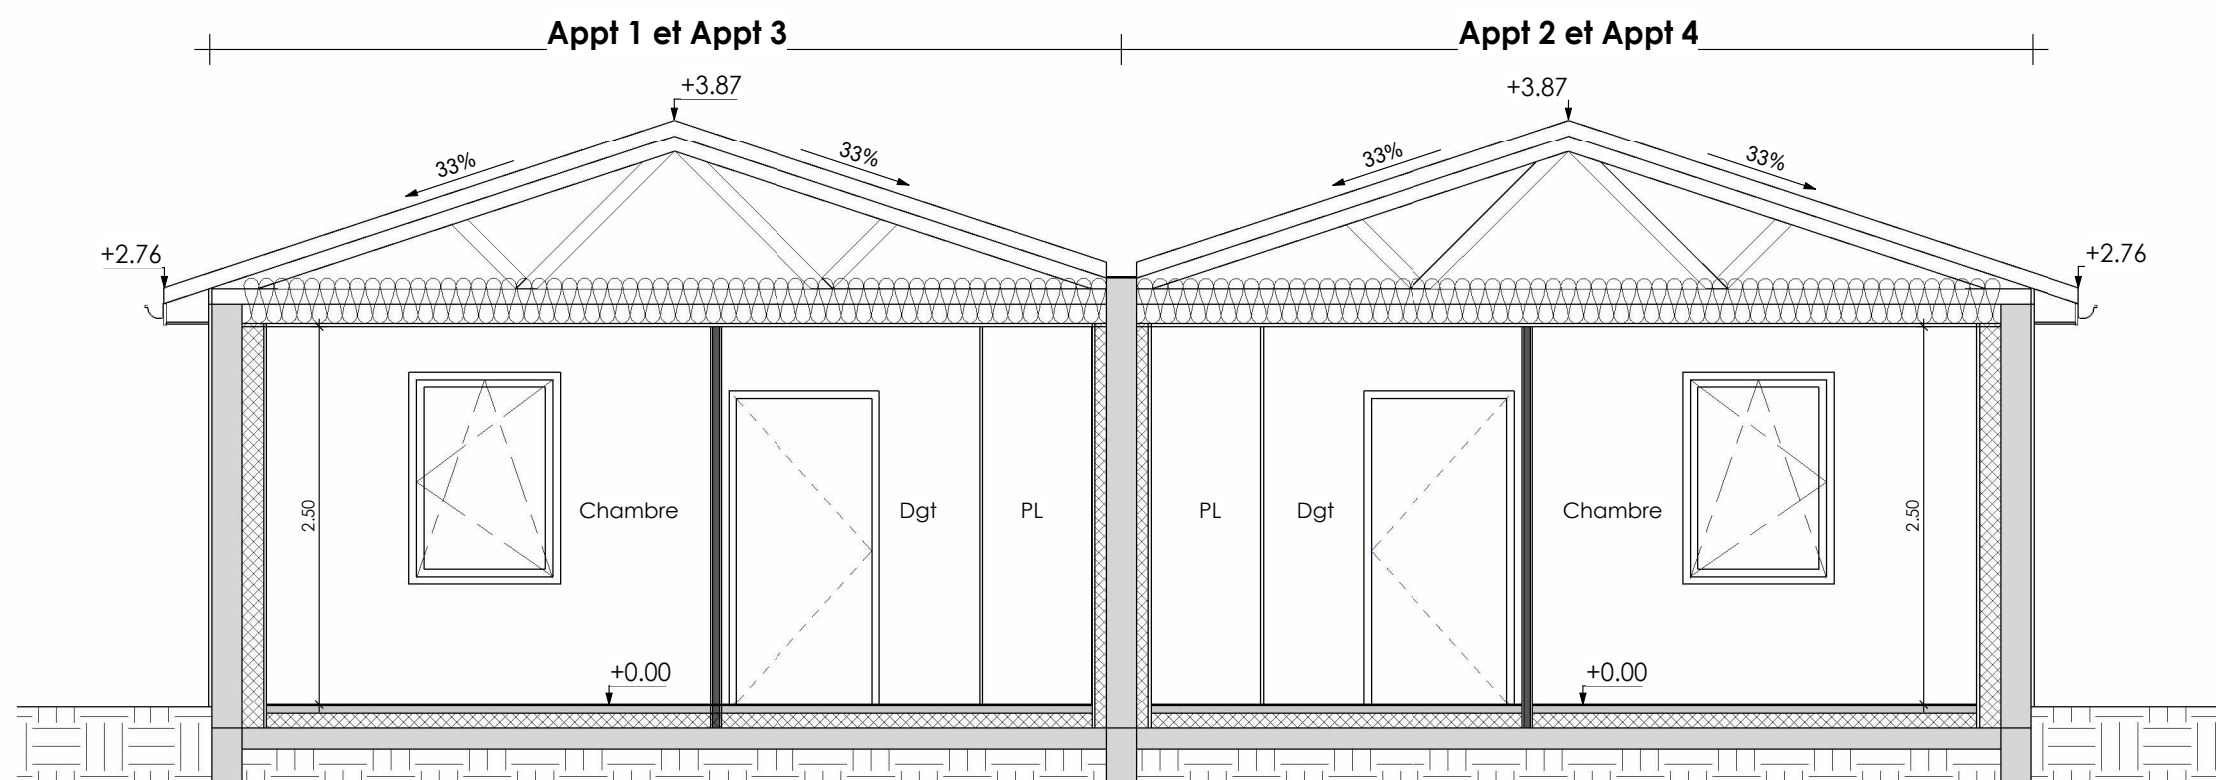 Appt 1 et Appt 3
Appt 2 et Appt 4
+3.87
+3.87
33%
33%
33%
33%
+2.76
+2.76
2.50
Chambre
Dgt
PL
PL
Dgt
Chambre
2.50
+0.00
+0.00